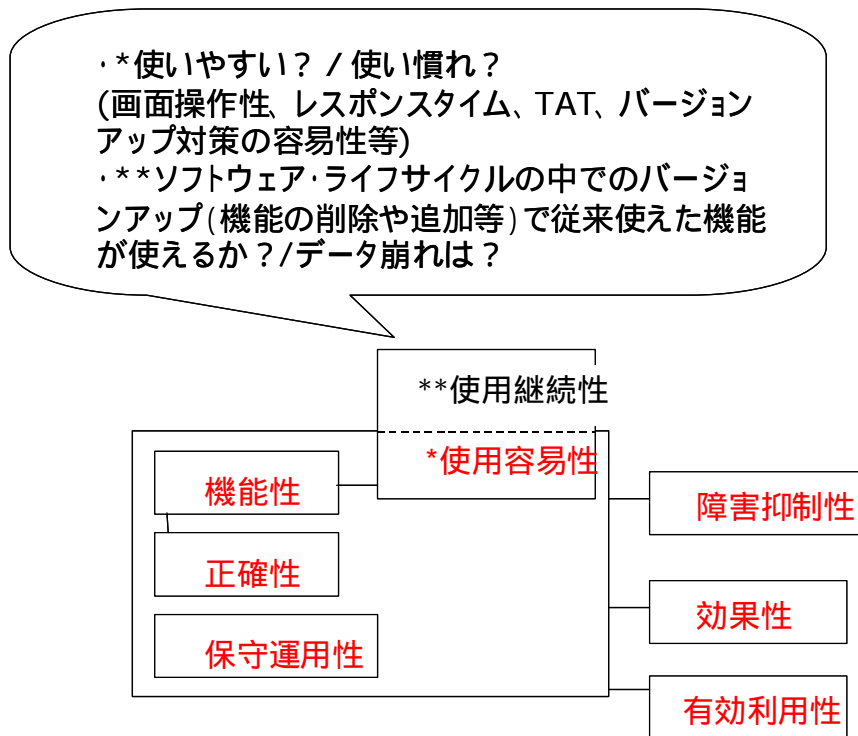 ・*使いやすい？ / 使い慣れ？
(画面操作性、レスポンスタイム、TAT、バージョン
アップ対策の容易性等)
・**ソフトウェア・ライフサイクルの中でのバージョ
ンアップ(機能の削除や追加等)で従来使えた機能
が使えるか？/データ崩れは？
**使用継続性
*使用容易性
機能性
障害抑制性
正確性
効果性
保守運用性
有効利用性